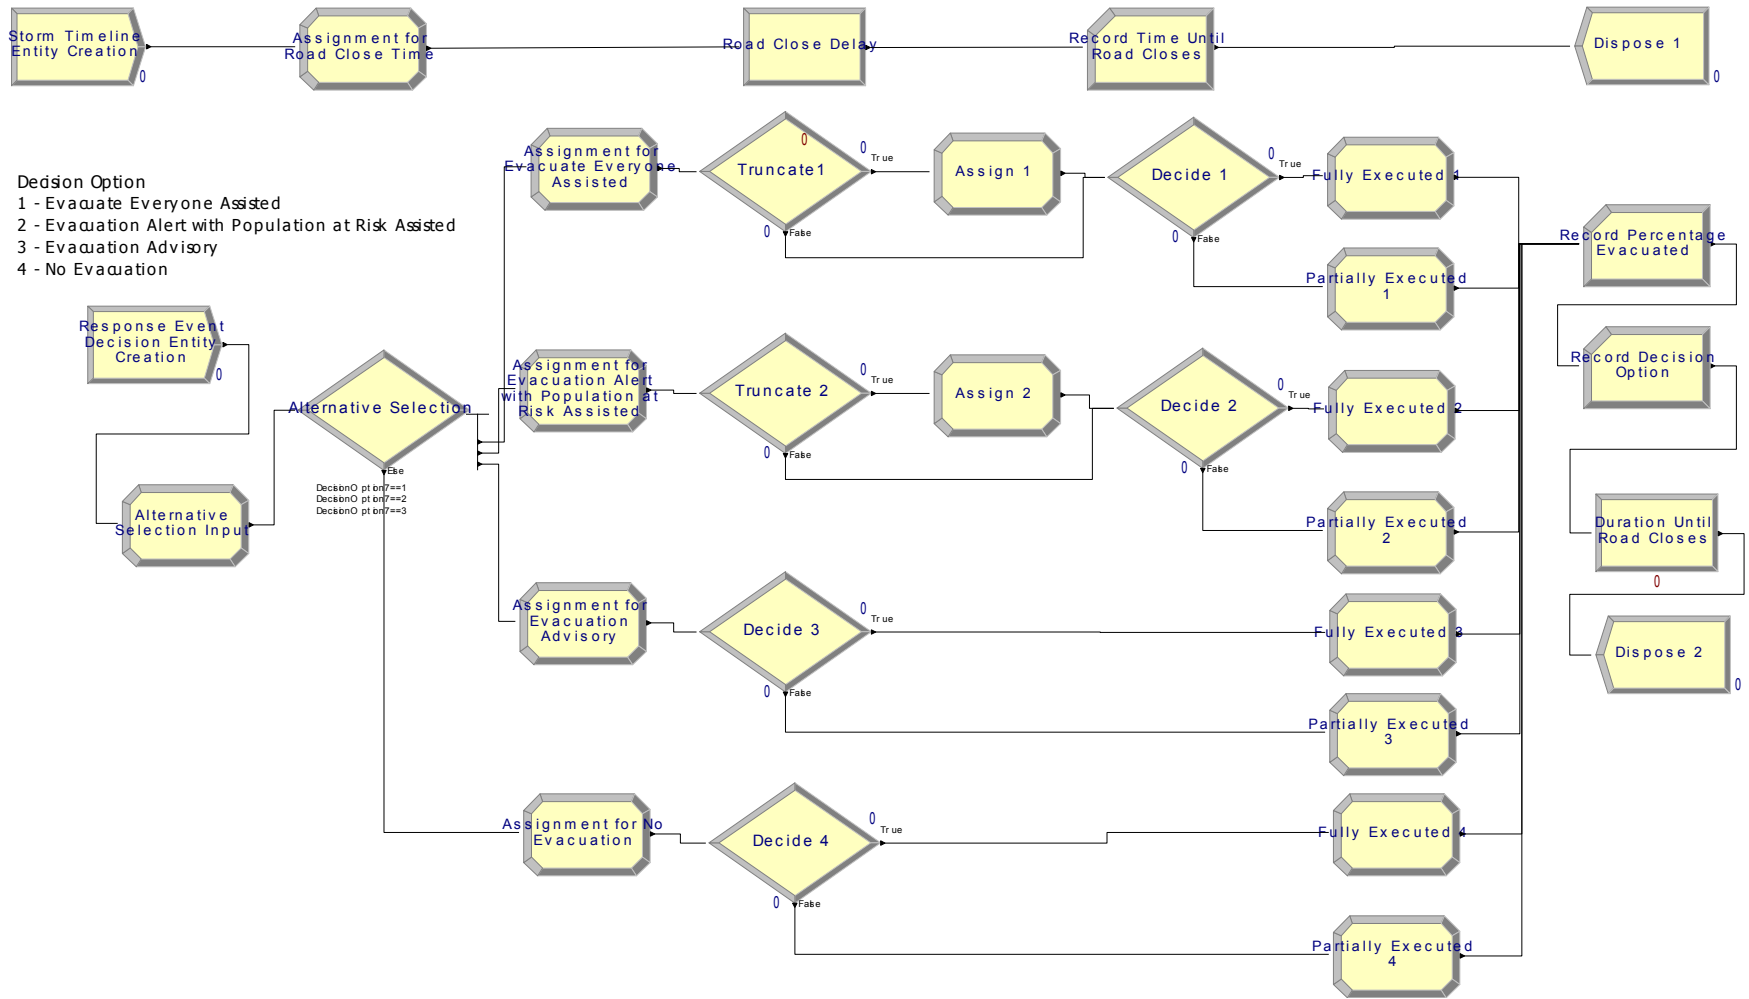 Storm Timeline
Entity Creation
0
Assignment for
Road Close Time
Road Close Delay
Record Time Until
Road Closes
Dispose 1
0
Decision Option
1 - Evacuate Everyone Assisted
2 - Evacuation Alert with Population at Risk Assisted
3 - Evacuation Advisory
4 - No Evacuation
Assignment for
Evacuate Everyone
Assisted
Truncate1
0
0
True
0
False
Assign 1
Decide 1
0
True
0
False
Fully Executed 1
Partially Executed
1
Record Percentage
Evacuated
Response Event
Decision Entity
Creation
0
Alternative
Selection Input
Alternative Selection
Else
DecisionOption7==1
DecisionOption7==2
DecisionOption7==3
Assignment for
Evacuation Alert
with Population at
Risk Assisted
Truncate 2
0
True
0
False
Assign 2
Decide 2
0
True
0
False
Fully Executed 2
Partially Executed
2
Record Decision
Option
Duration Until
Road Closes
0
Dispose 2
0
Assignment for
Evacuation
Advisory
Decide 3
0
True
0
False
Fully Executed 3
Partially Executed
3
Assignment for No
Evacuation
Decide 4
0
True
0
False
Fully Executed 4
Partially Executed
4